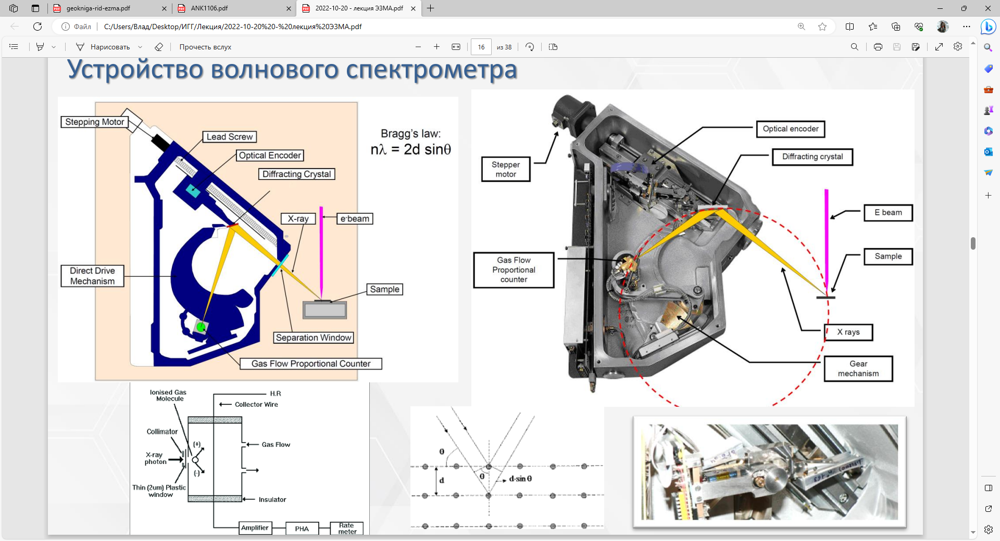 geokniga-rid-ezma.pdf
ANK1106.pdf
2022-10-20 - лекция ЭЗМА.pdf
Файл
C:/Users/Влад/Desktop/ИГГ/Лекция/2022-10-20%20-%20лекция%20ЭЗМА.pdf
Нарисовать
Прочесть вслух
16
из 38
Устройство волнового спектрометра
Stepping Motor
Lead Screw
Optical Encoder
Diffracting Crystal
X-ray
e-beam
Direct Drive
Mechanism
Sample
Separation Window
Gas Flow Proportional Counter
Bragg's law:
nλ = 2d sinθ
Optical encoder
Diffracting crystal
Stepper
motor
E beam
Sample
Gas Flow
Proportional
counter
X rays
Gear
mechanism
Ionised Gas
Molecule
H.R
Collector Wire
Collimator
(+)
Gas Flow
X-ray
photon
(-)
Thin (2um) Plastic
window
Insulator
Amplifier
PHA
Rate
meter
θ
θ
d
d·sin θ